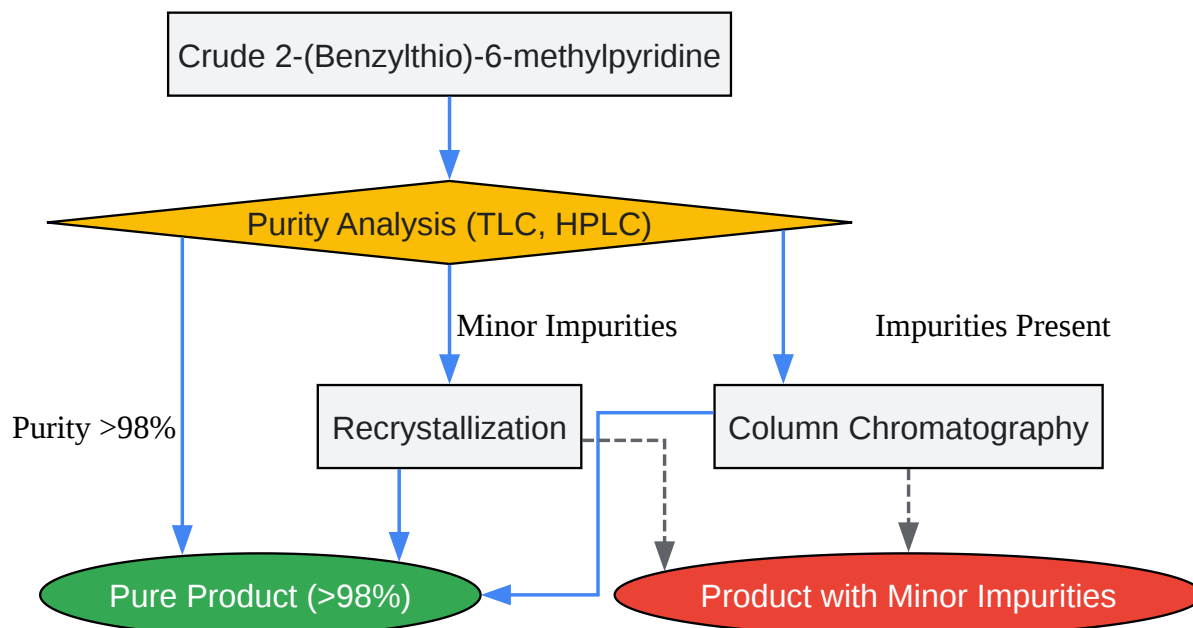 Crude 2-(Benzylthio)-6-methylpyridine
Purity Analysis (TLC, HPLC)
Minor Impurities
Impurities Present
Purity >98%
Recrystallization
Column Chromatography
Pure Product (>98%)
Product with Minor Impurities